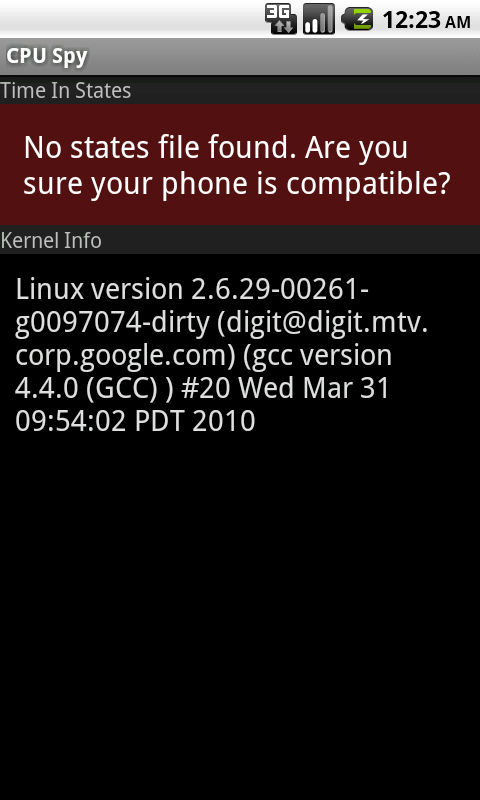 3G
12:23 AM
CPU Spy
Time In States
No states file found. Are you
sure your phone is compatible?
Kernel Info
Linux version 2.6.29-00261-
g0097074-dirty (digit@digit.mtv.
corp.google.com) (gcc version
4.4.0 (GCC) ) #20 Wed Mar 31
09:54:02 PDT 2010